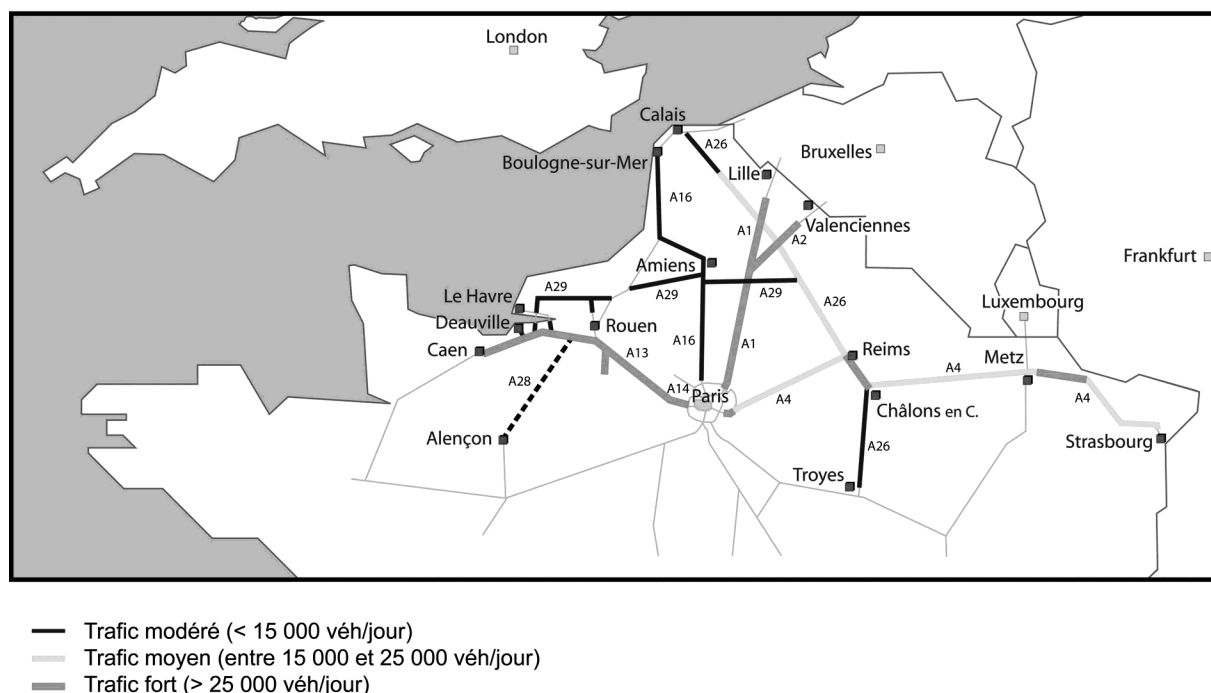 London
Calais
A26
Boulogne-sur-Mer
Lille
Bruxelles
A16
A1
A2
Valenciennes
Amiens
Frankfurt
A29
A29
A29
A26
Le Havre
Luxembourg
Deauville
Rouen
Caen
A13
A16
A1
Reims
Metz
A28
A14
Paris
A4
A4
A4
Châlons en C.
Alençon
A26
Strasbourg
Troyes
Trafic modéré (< 15 000 véh/jour)
Trafic moyen (entre 15 000 et 25 000 véh/jour)
Trafic fort (> 25 000 véh/jour)